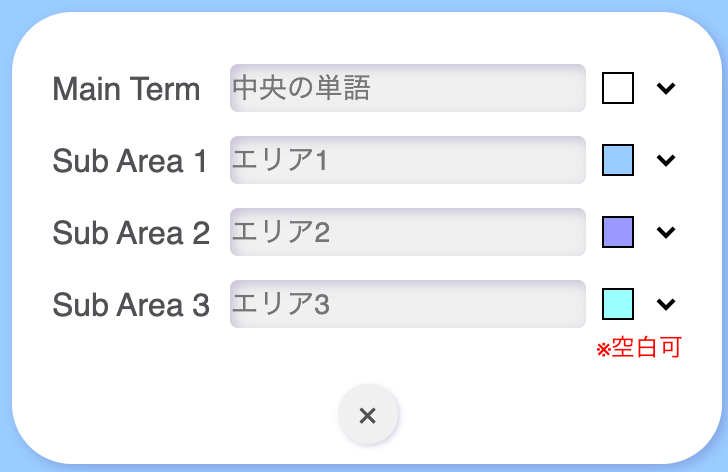 Main Term 中央の単語
Sub Area 1 エリア1
Sub Area 2 エリア2
Sub Area 3 エリア3
※空白可
×